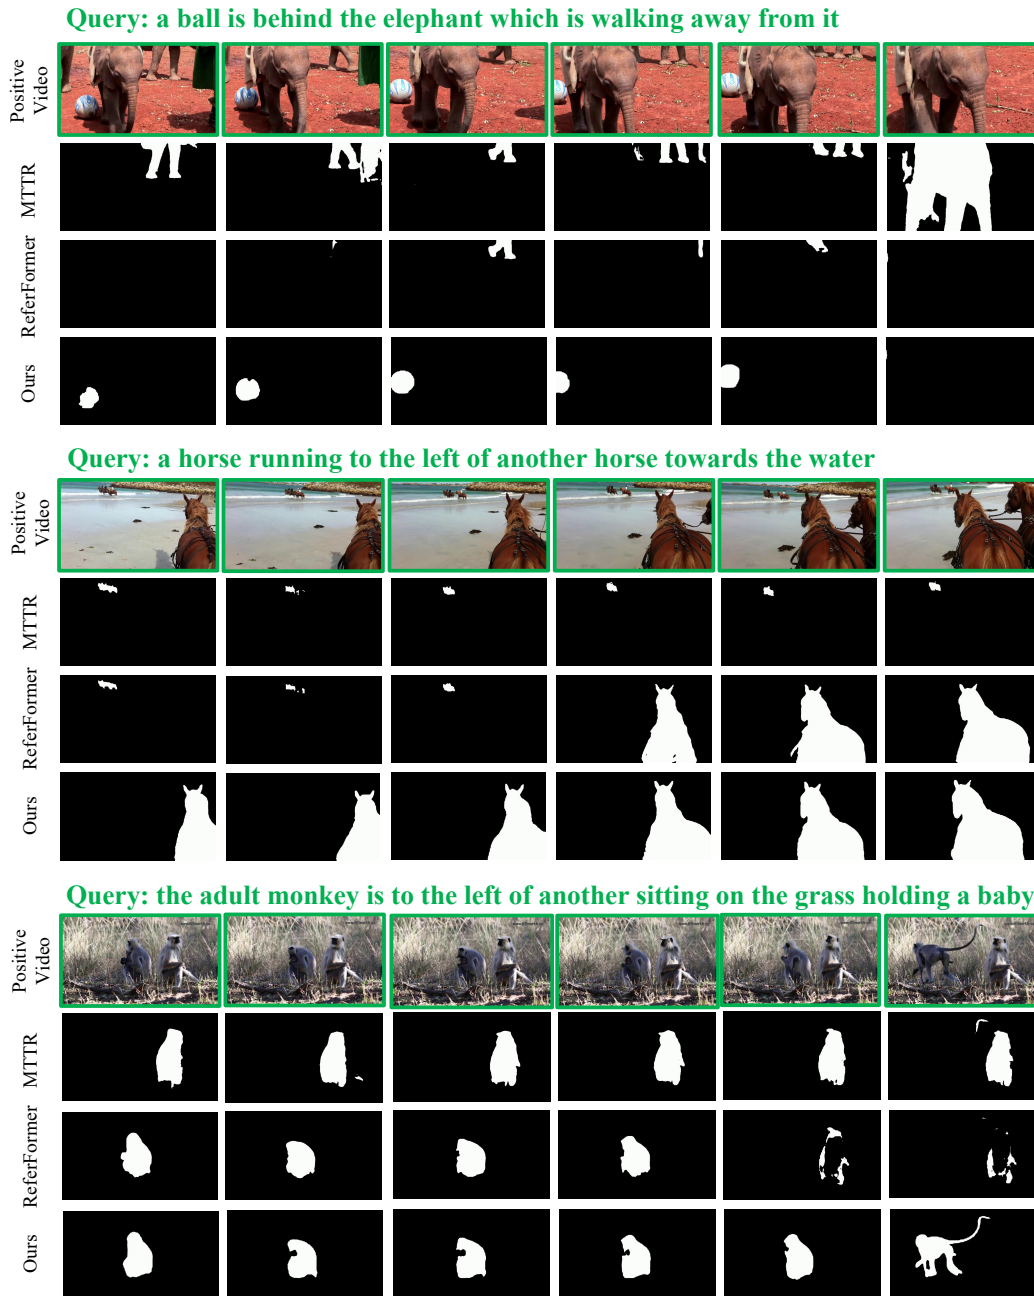 Query: a ball is behind the elephant which is walking away from it
Positive
Video
MTTR
ReferFormer
Ours
Query: a horse running to the left of another horse towards the water
Positive
Video
MTTR
ReferFormer
Ours
Query: the adult monkey is to the left of another sitting on the grass holding a baby
Positive
Video
MTTR
ReferFormer
Ours